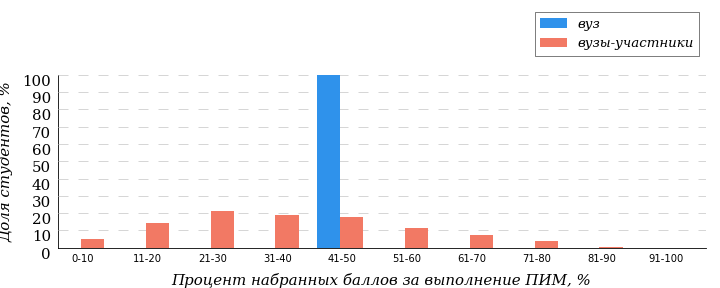 вуз
вузы-участники
Доля студентов, %
100
90
80
70
60
50
40
30
20
10
0
0-10 11-20 21-30 31-40 41-50 51-60 61-70 71-80 81-90 91-100
Процент набранных баллов за выполнение ПИМ, %